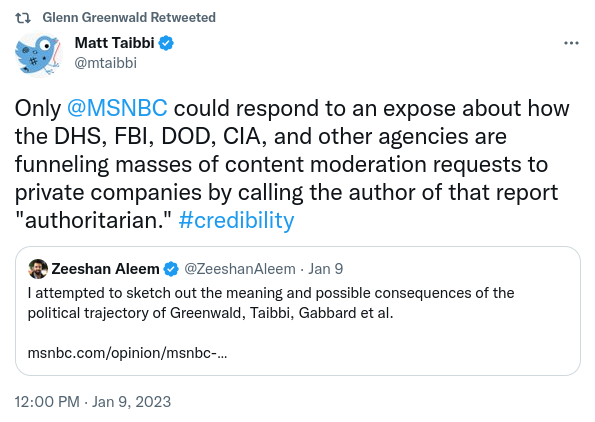 Glenn Greenwald Retweeted
Matt Taibbi
@mtaibbi
Only @MSNBC could respond to an expose about how
the DHS, FBI, DOD, CIA, and other agencies are
funneling masses of content moderation requests to
private companies by calling the author of that report
"authoritarian." #credibility
Zeeshan Aleem @ZeeshanAleem · Jan 9
I attempted to sketch out the meaning and possible consequences of the
political trajectory of Greenwald, Taibbi, Gabbard et al.
msnbc.com/opinion/msnbc-...
12:00 PM · Jan 9, 2023